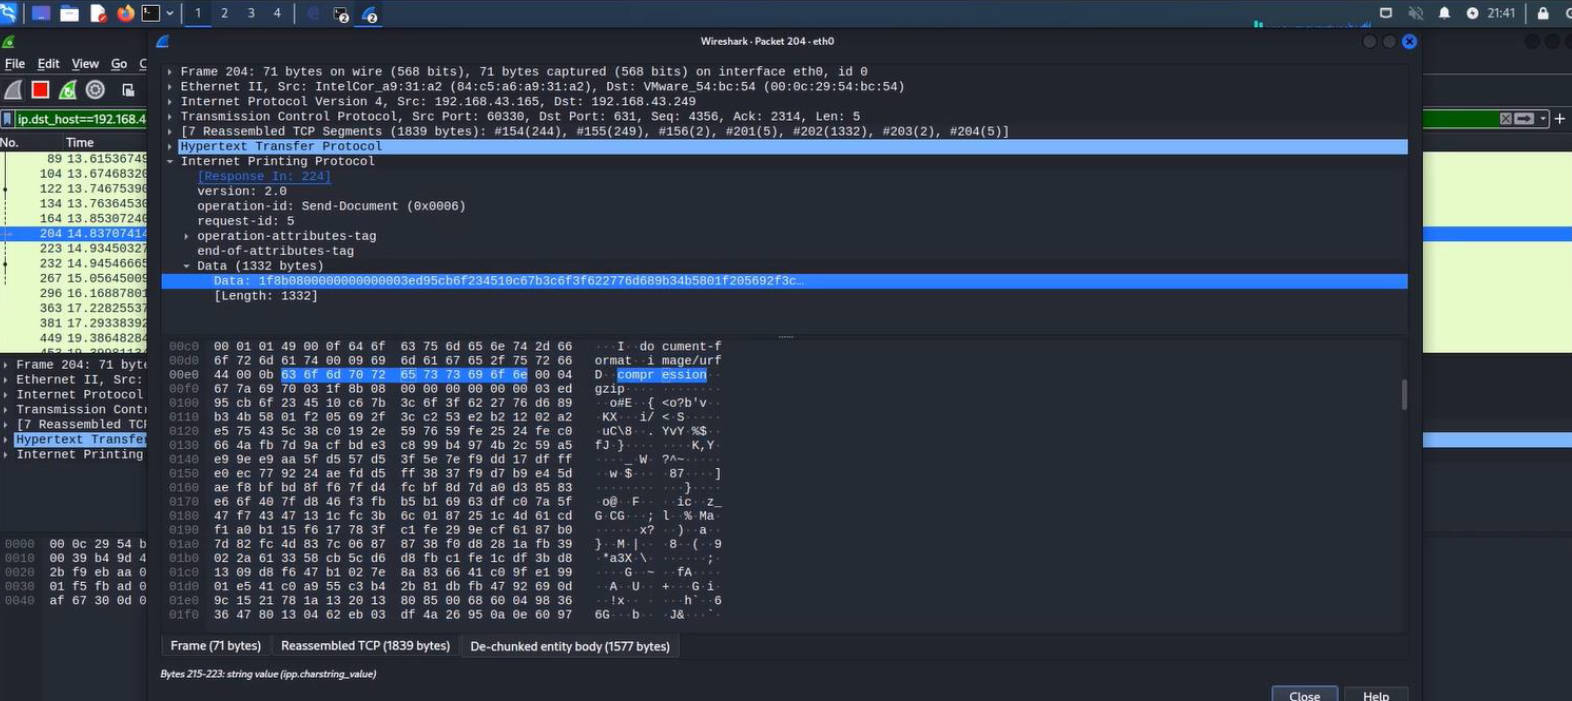 1 2 3 4 21:41
Wireshark · Packet 204 · eth0
File Edit View Go C
ip.dst_host==192.168.4
No. Time
89 13.61536749
104 13.67468320
122 13.74675390
134 13.76364530
164 13.85307240
204 14.83707414
223 14.93450327
232 14.94546665
267 15.05645009
296 16.16887801
363 17.28825537
381 17.29338392
449 19.38648284
Frame 204: 71 byte
Ethernet II, Src:
Internet Protocol
Transmission Contr
[7 Reassembled TCP
Hypertext Transfer
Internet Printing
0000 00 0c 29 54 b
0010 00 39 b4 9d 4
0020 2b f9 eb aa 0
0030 01 f5 fb ad 0
0040 af 67 30 0d 0
Frame 204: 71 bytes on wire (568 bits), 71 bytes captured (568 bits) on interface eth0, id 0
Ethernet II, Src: IntelCor_a9:31:a2 (84:c5:a6:a9:31:a2), Dst: VMware_54:bc:54 (00:0c:29:54:bc:54)
Internet Protocol Version 4, Src: 192.168.43.165, Dst: 192.168.43.249
Transmission Control Protocol, Src Port: 60330, Dst Port: 631, Seq: 4356, Ack: 2314, Len: 5
[7 Reassembled TCP Segments (1839 bytes): #154(244), #155(249), #156(2), #201(5), #202(1332), #203(2), #204(5)]
Hypertext Transfer Protocol
Internet Printing Protocol
[Response In: 224]
version: 2.0
operation-id: Send-Document (0x0006)
request-id: 5
operation-attributes-tag
end-of-attributes-tag
Data (1332 bytes)
Data: 1f8b0800000000000003ed95cb6f234510c67b3c6f3f622776d689b34b5801f205692f3c…
[Length: 1332]
00c0 00 01 01 49 00 0f 64 6f 63 75 6d 65 6e 74 2d 66 ···I··do cument-f
00d0 6f 72 6d 61 74 00 09 69 6d 61 67 65 2f 75 72 66 ormat··i mage/urf
00e0 44 00 0b 63 6f 6d 70 72 65 73 73 69 6f 6e 00 04 D··compr ession··
00f0 67 7a 69 70 03 1f 8b 08 00 00 00 00 00 00 03 ed gzip···· ········
0100 95 cb 6f 23 45 10 c6 7b 3c 6f 3f 62 27 76 d6 89 ··o#E··{ <o?b'v··
0110 b3 4b 58 01 f2 05 69 2f 3c c2 53 e2 b2 12 02 a2 ·KX···i/ <·S·····
0120 e5 75 43 5c 38 c0 19 2e 59 76 59 fe 25 24 fe c0 ·uC\8··. YvY·%$··
0130 66 4a fb 7d 9a cf bd e3 c8 99 b4 97 4b 2c 59 a5 fJ·}···· ····K,Y·
0140 e9 9e e9 aa 5f d5 57 d5 3f 5e 7e f9 dd 17 df ff ····_·W· ?^~·····
0150 e0 ec 77 92 24 ae fd d5 ff 38 37 f9 d7 b9 e4 5d ··w·$··· ·87····]
0160 ae f8 bf bd 8f f6 7f d4 fc bf 8d 7d a0 d3 85 83 ········ ···}····
0170 e6 6f 40 7f d8 46 f3 fb b5 b1 69 63 df c0 7a 5f ·o@··F·· ··ic··z_
0180 47 f7 43 47 13 1c fc 3b 6c 01 87 25 1c 4d 61 cd G·CG···; l··%·Ma·
0190 f1 a0 b1 15 f6 17 78 3f c1 fe 29 9e cf 61 87 b0 ······x? ··)··a··
01a0 7d 82 fc 4d 83 7c 06 87 87 38 f0 d8 28 1a fb 39 }··M·|·· ·8··(··9
01b0 02 2a 61 33 58 cb 5c d6 d8 fb c1 fe 1c df 3b d8 ·*a3X·\· ······;·
01c0 13 09 d8 f6 47 b1 02 7e 8a 83 66 41 c0 9f e1 99 ····G··~ ··fA····
01d0 01 e5 41 c0 a9 55 c3 b4 2b 81 db fb 47 92 69 0d ··A··U·· +···G·i·
01e0 9c 15 21 78 1a 13 20 13 80 85 00 68 60 04 98 36 ··!x·· · ···h`··6
01f0 36 47 80 13 04 62 eb 03 df 4a 26 95 0a 0e 60 97 6G···b·· ·J&···`·
Frame (71 bytes) Reassembled TCP (1839 bytes) De-chunked entity body (1577 bytes)
Bytes 215-223: string value (ipp.charstring_value)
Close Help